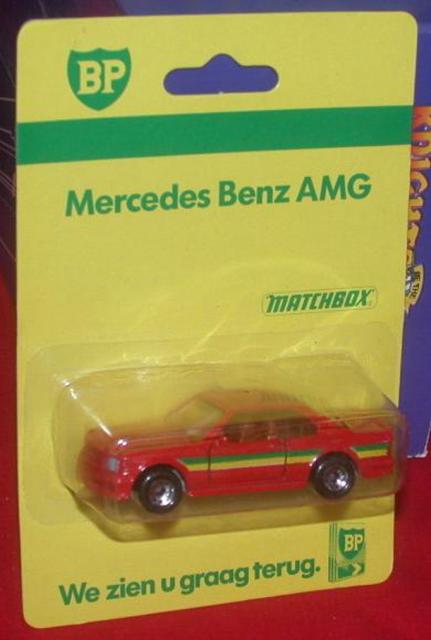 BP
Mercedes Benz AMG
MATCHBOX
BP
We zien u graag terug.